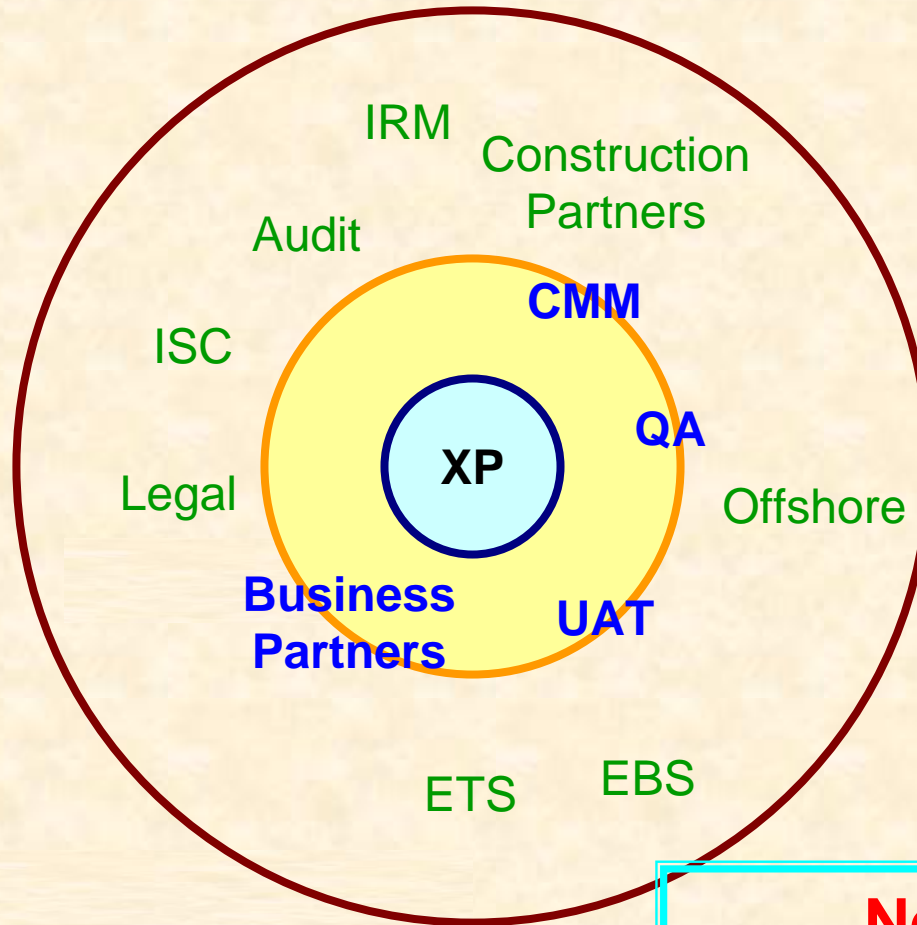 IRM
Construction
Partners
Audit
CMM
ISC
QA
XP
Legal
Offshore
Business
Partners
UAT
ETS
EBS